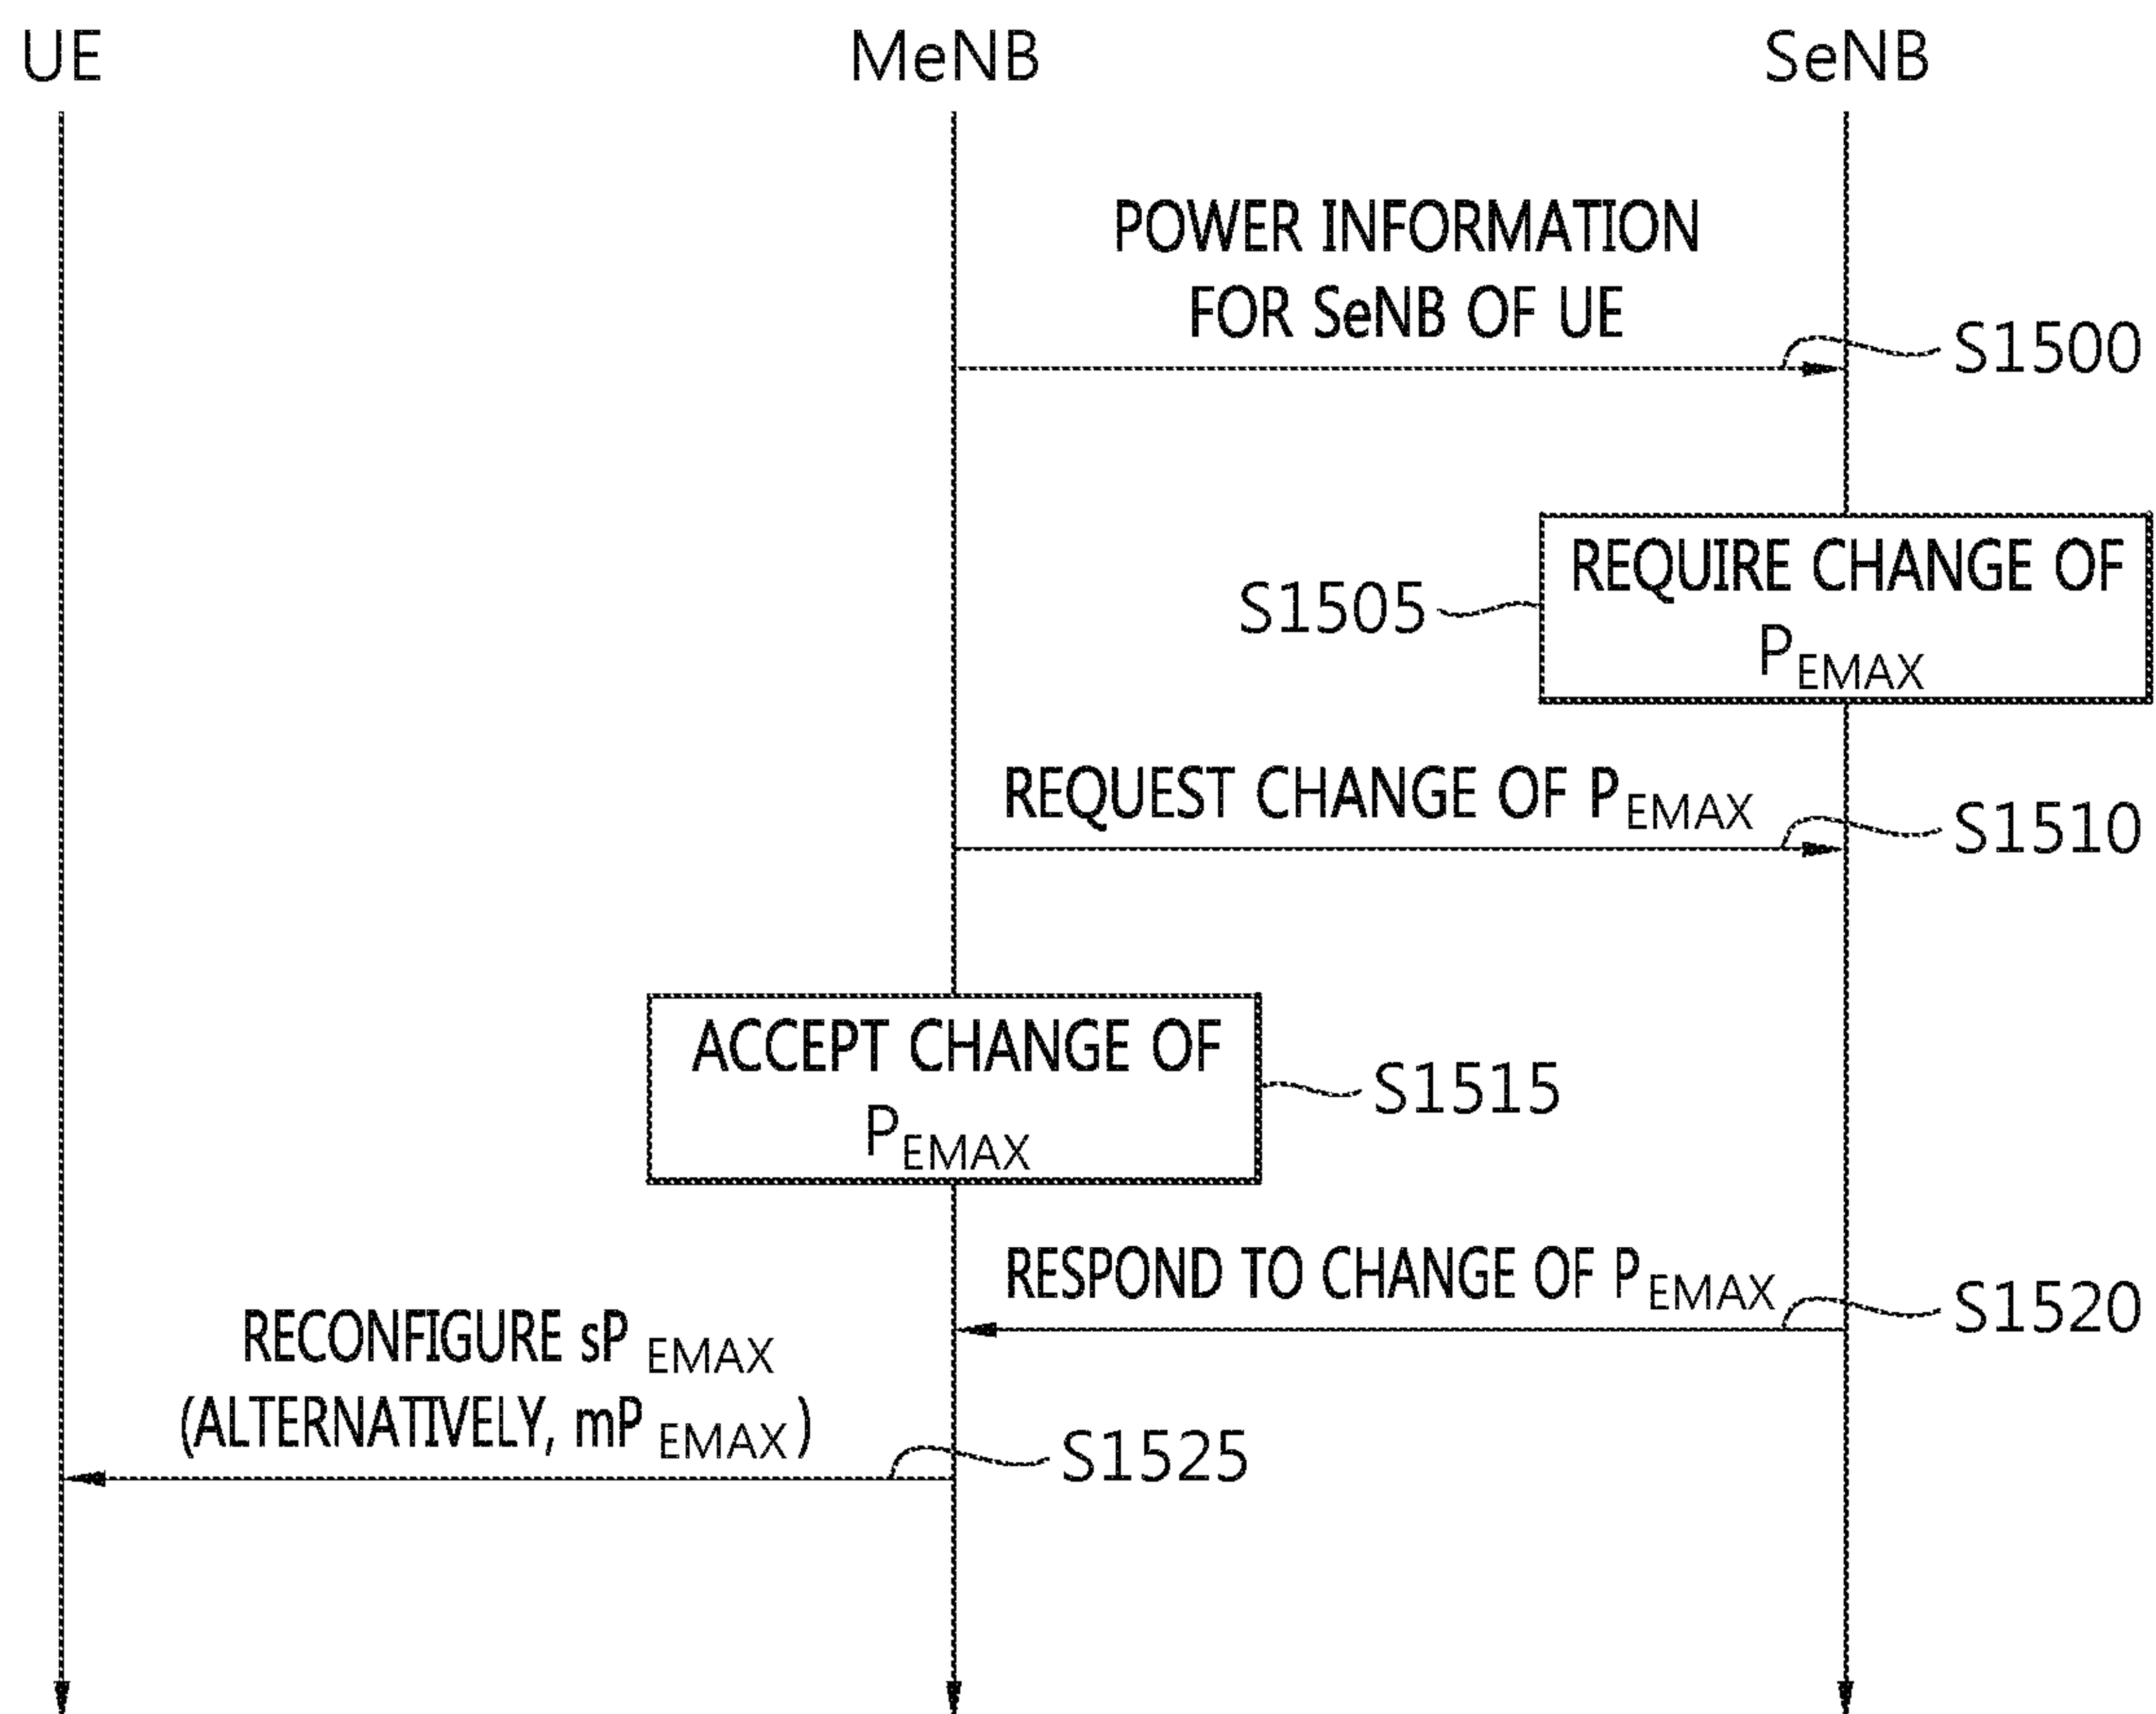 UE MeNB SeNB
POWER INFORMATION
FOR SeNB OF UE
S1500
REQUIRE CHANGE OF
PEMAX
S1505
REQUEST CHANGE OF PEMAX
S1510
ACCEPT CHANGE OF
PEMAX
S1515
RESPOND TO CHANGE OF PEMAX
S1520
RECONFIGURE sP EMAX
(ALTERNATIVELY, mP EMAX)
S1525